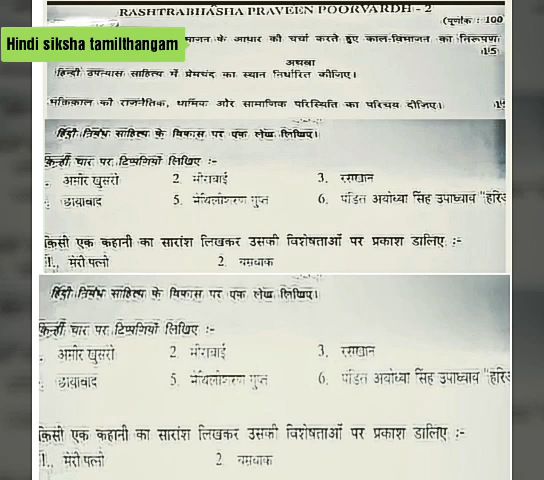 RASHTRABHASHA PRAVEEN POORVARDH - 2
(पूर्णांक : 100
Hindi siksha tamilthangam
के आधार की चर्चा करते हुए काल-विभाजन का निरूपण
15
अथवा
हिन्दी उपन्यास साहित्य में प्रेमचंद का स्थान निर्धारित कीजिए।
भक्तिकाल की राजनैतिक, धार्मिक और सामाजिक परिस्थिति का परिचय दीजिए।
हिंदी निबंध साहित्य के विकास पर एक लेख लिखिए।
किन्हीं चार पर टिप्पणियाँ लिखिए :-
अमीर खुसरो 2. मीराबाई 3. रसखान
छायावाद 5. मैथिलीशरण गुप्त 6. पंडित अयोध्या सिंह उपाध्याय "हरि
किसी एक कहानी का सारांश लिखकर उसकी विशेषताओं पर प्रकाश डालिए :-
1., मेरी पत्नी 2.
हिंदी निबंध साहित्य के विकास पर एक लेख लिखिए।
किन्हीं चार पर टिप्पणियाँ लिखिए :-
अमीर खुसरो 2. मीराबाई 3. रसखान
छायावाद 5. मैथिलीशरण गुप्त 6. पंडित अयोध्या सिंह उपाध्याय "हरि
किसी एक कहानी का सारांश लिखकर उसकी विशेषताओं पर प्रकाश डालिए :-
1., मेरी पत्नी 2.